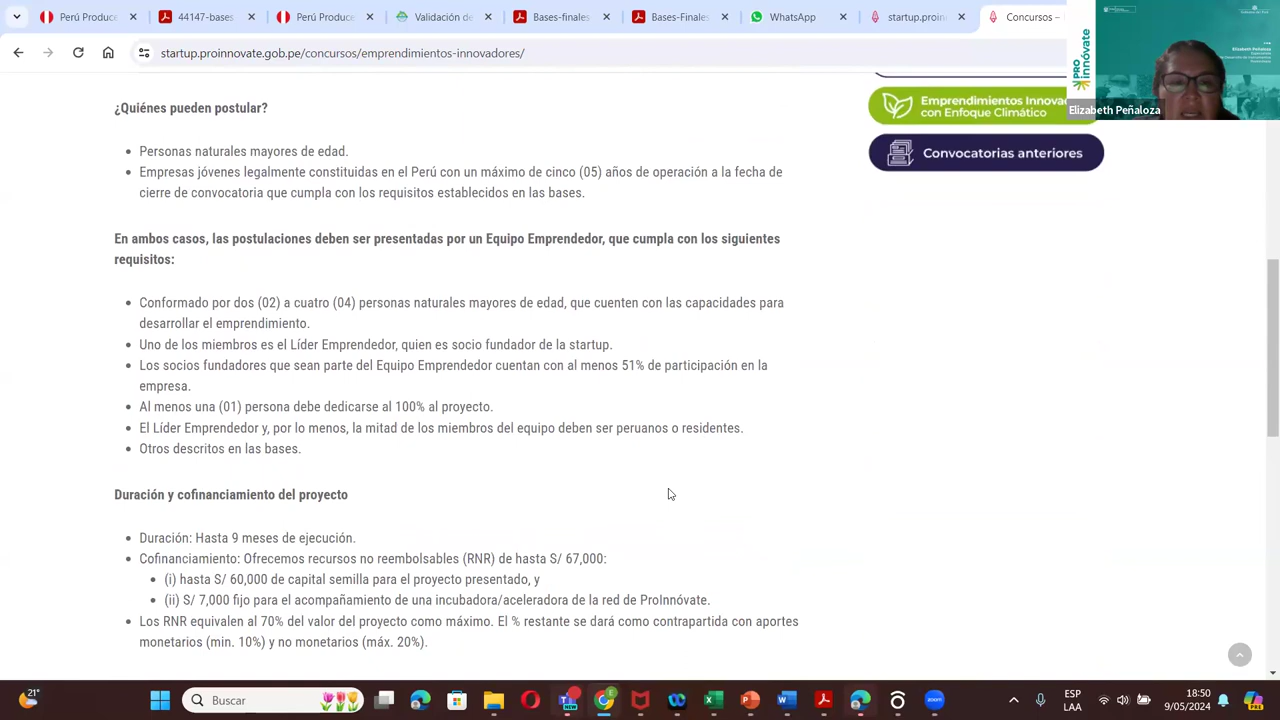 Perú Produce
44147-bases
Perú Produce
Bases-finales
Bases-Finales
WhatsApp
startup.proin
Concursos –
startup.proinnovate.gob.pe/concursos/emprendimientos-innovadores/
PRO innóvate
Elizabeth Peñaloza
Elizabeth Peñaloza
¿Quiénes pueden postular?
Emprendimientos Innova
con Enfoque Climático
Convocatorias anteriores
Personas naturales mayores de edad.
Empresas jóvenes legalmente constituidas en el Perú con un máximo de cinco (05) años de operación a la fecha de
cierre de convocatoria que cumpla con los requisitos establecidos en las bases.
En ambos casos, las postulaciones deben ser presentadas por un Equipo Emprendedor, que cumpla con los siguientes
requisitos:
Conformado por dos (02) a cuatro (04) personas naturales mayores de edad, que cuenten con las capacidades para
desarrollar el emprendimiento.
Uno de los miembros es el Líder Emprendedor, quien es socio fundador de la startup.
Los socios fundadores que sean parte del Equipo Emprendedor cuentan con al menos 51% de participación en la
empresa.
Al menos una (01) persona debe dedicarse al 100% al proyecto.
El Líder Emprendedor y, por lo menos, la mitad de los miembros del equipo deben ser peruanos o residentes.
Otros descritos en las bases.
Duración y cofinanciamiento del proyecto
Duración: Hasta 9 meses de ejecución.
Cofinanciamiento: Ofrecemos recursos no reembolsables (RNR) de hasta S/ 67,000:
(i) hasta S/ 60,000 de capital semilla para el proyecto presentado, y
(ii) S/ 7,000 fijo para el acompañamiento de una incubadora/aceleradora de la red de ProInnóvate.
Los RNR equivalen al 70% del valor del proyecto como máximo. El % restante se dará como contrapartida con aportes
monetarios (min. 10%) y no monetarios (máx. 20%).
21°
Buscar
ESP
LAA
18:50
9/05/2024